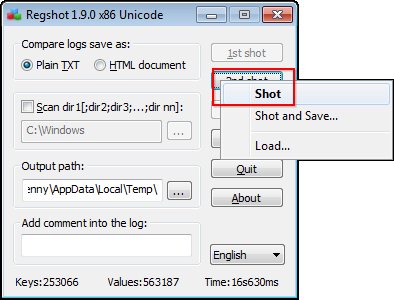 Regshot 1.9.0 x86 Unicode
Compare logs save as:
Plain TXT
HTML document
1st shot
2nd shot
Shot
Shot and Save...
Load...
Scan dir1[;dir2;dir3;...;dir nn]:
C:\Windows
...
Output path:
enny\AppData\Local\Temp\
...
Quit
About
Add comment into the log:
English
Keys:253066 Values:563187 Time:16s630ms